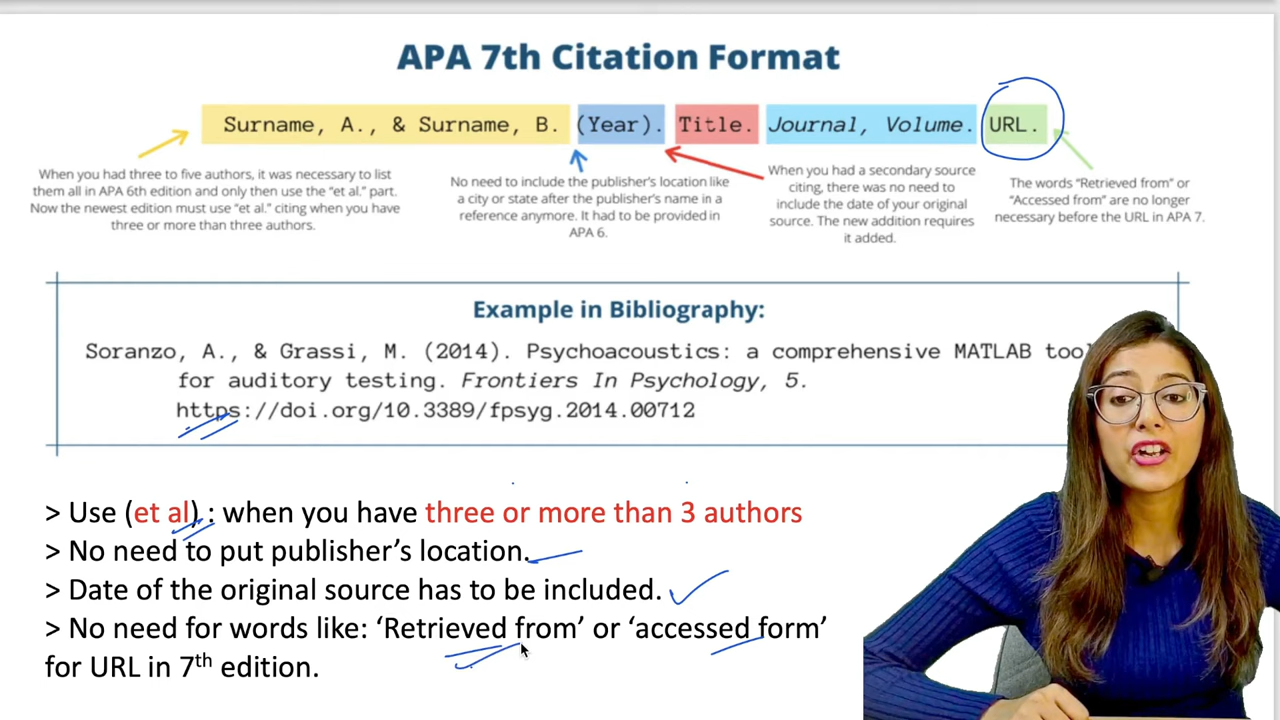 APA 7th Citation Format
Surname, A., & Surname, B. (Year). Title. Journal, Volume. URL.
When you had three to five authors, it was necessary to list
them all in APA 6th edition and only then use the "et al." part.
Now the newest edition must use "et al." citing when you have
three or more than three authors.
No need to include the publisher's location like
a city or state after the publisher's name in a
reference anymore. It had to be provided in
APA 6.
When you had a secondary source
citing, there was no need to
include the date of your original
source. The new addition requires
it added.
The words "Retrieved from" or
"Accessed from" are no longer
necessary before the URL in APA 7.
Example in Bibliography:
Soranzo, A., & Grassi, M. (2014). Psychoacoustics: a comprehensive MATLAB
for auditory testing. Frontiers In Psychology, 5.
https://doi.org/10.3389/fpsyg.2014.00712
> Use (et al) : when you have three or more than 3 authors
> No need to put publisher's location.
> Date of the original source has to be included.
> No need for words like: 'Retrieved from' or 'accessed form'
for URL in 7th edition.